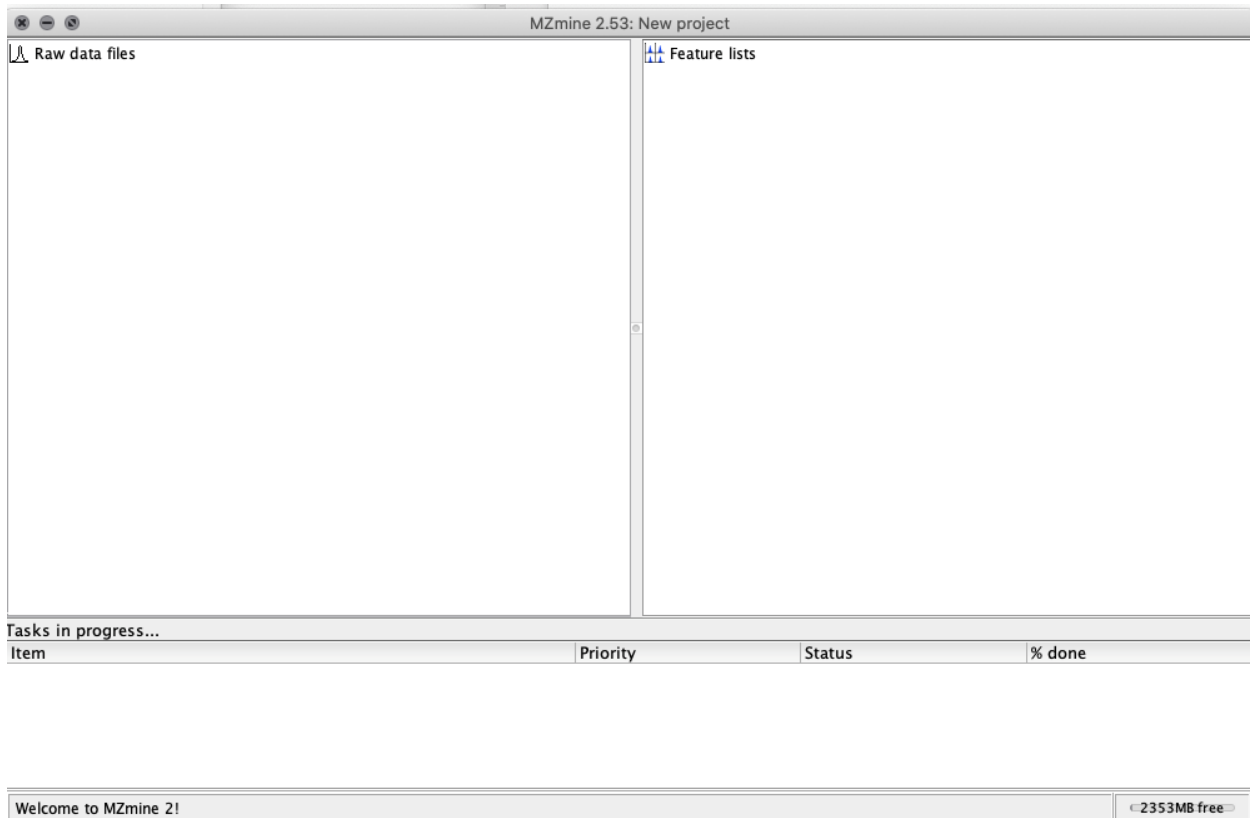 MZmine 2.53: New project
Raw data files
Feature lists
Tasks in progress...
Item Priority Status % done
Welcome to MZmine 2!
2353MB free